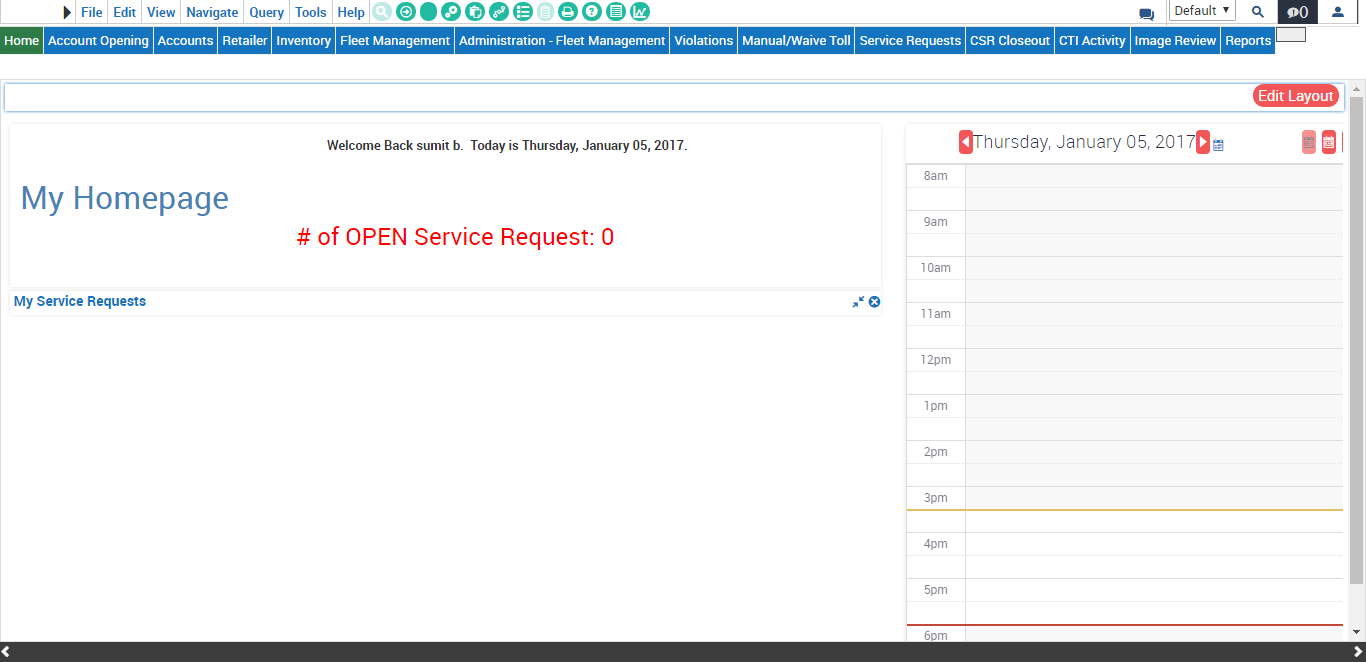 File Edit View Navigate Query Tools Help Default 0
Home Account Opening Accounts Retailer Inventory Fleet Management Administration - Fleet Management Violations Manual/Waive Toll Service Requests CSR Closeout CTI Activity Image Review Reports
Edit Layout
Welcome Back sumit b. Today is Thursday, January 05, 2017.
My Homepage
# of OPEN Service Request: 0
My Service Requests
Thursday, January 05, 2017
8am
9am
10am
11am
12pm
1pm
2pm
3pm
4pm
5pm
6pm